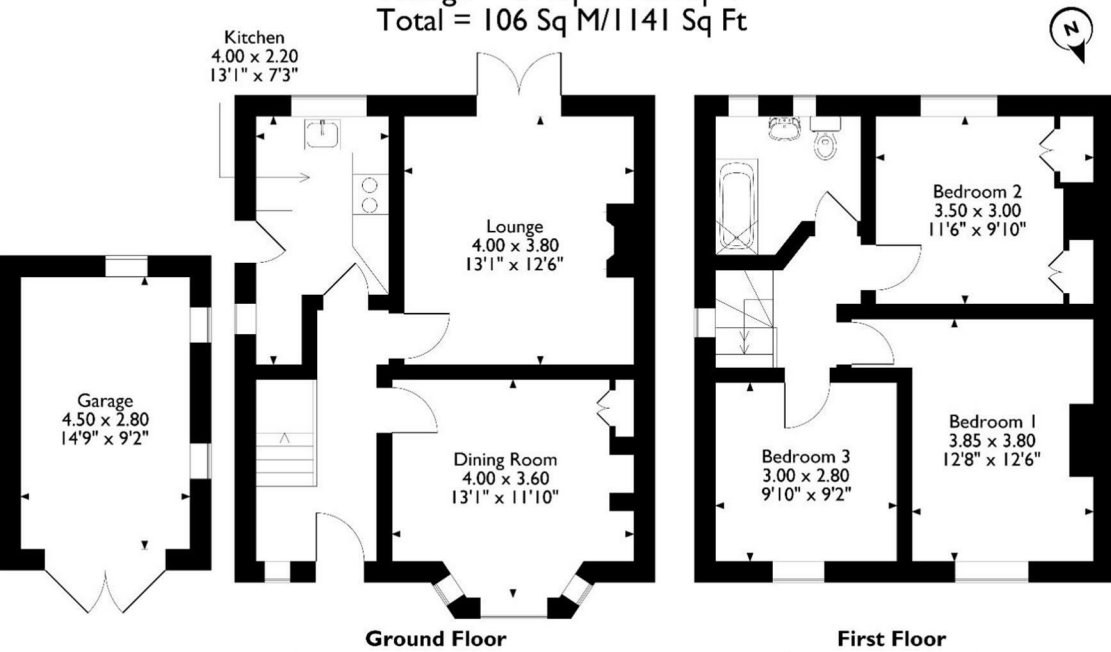 Total = 106 Sq M/1141 Sq Ft
N
Kitchen
4.00 x 2.20
13'1" x 7'3"
Lounge
4.00 x 3.80
13'1" x 12'6"
Bedroom 2
3.50 x 3.00
11'6" x 9'10"
Garage
4.50 x 2.80
14'9" x 9'2"
Dining Room
4.00 x 3.60
13'1" x 11'10"
Bedroom 3
3.00 x 2.80
9'10" x 9'2"
Bedroom 1
3.85 x 3.80
12'8" x 12'6"
Ground Floor
First Floor